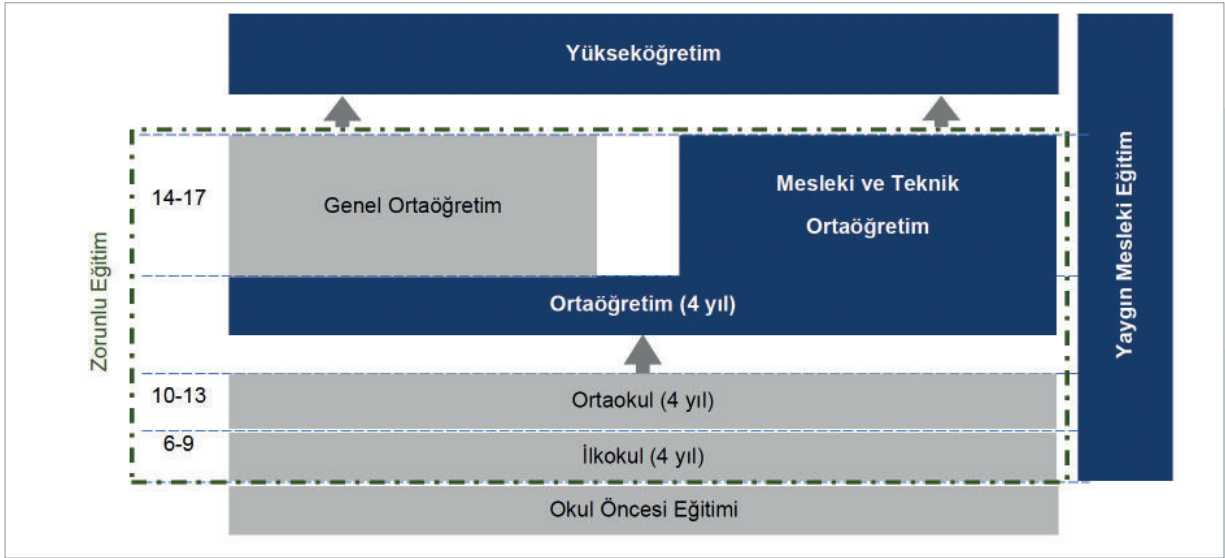 Yükseköğretim
14-17
Genel Ortaöğretim
Mesleki ve Teknik
Ortaöğretim
Ortaöğretim (4 yıl)
10-13
Ortaokul (4 yıl)
6-9
İlkokul (4 yıl)
Okul Öncesi Eğitimi
Zorunlu Eğitim
Yaygın Mesleki Eğitim